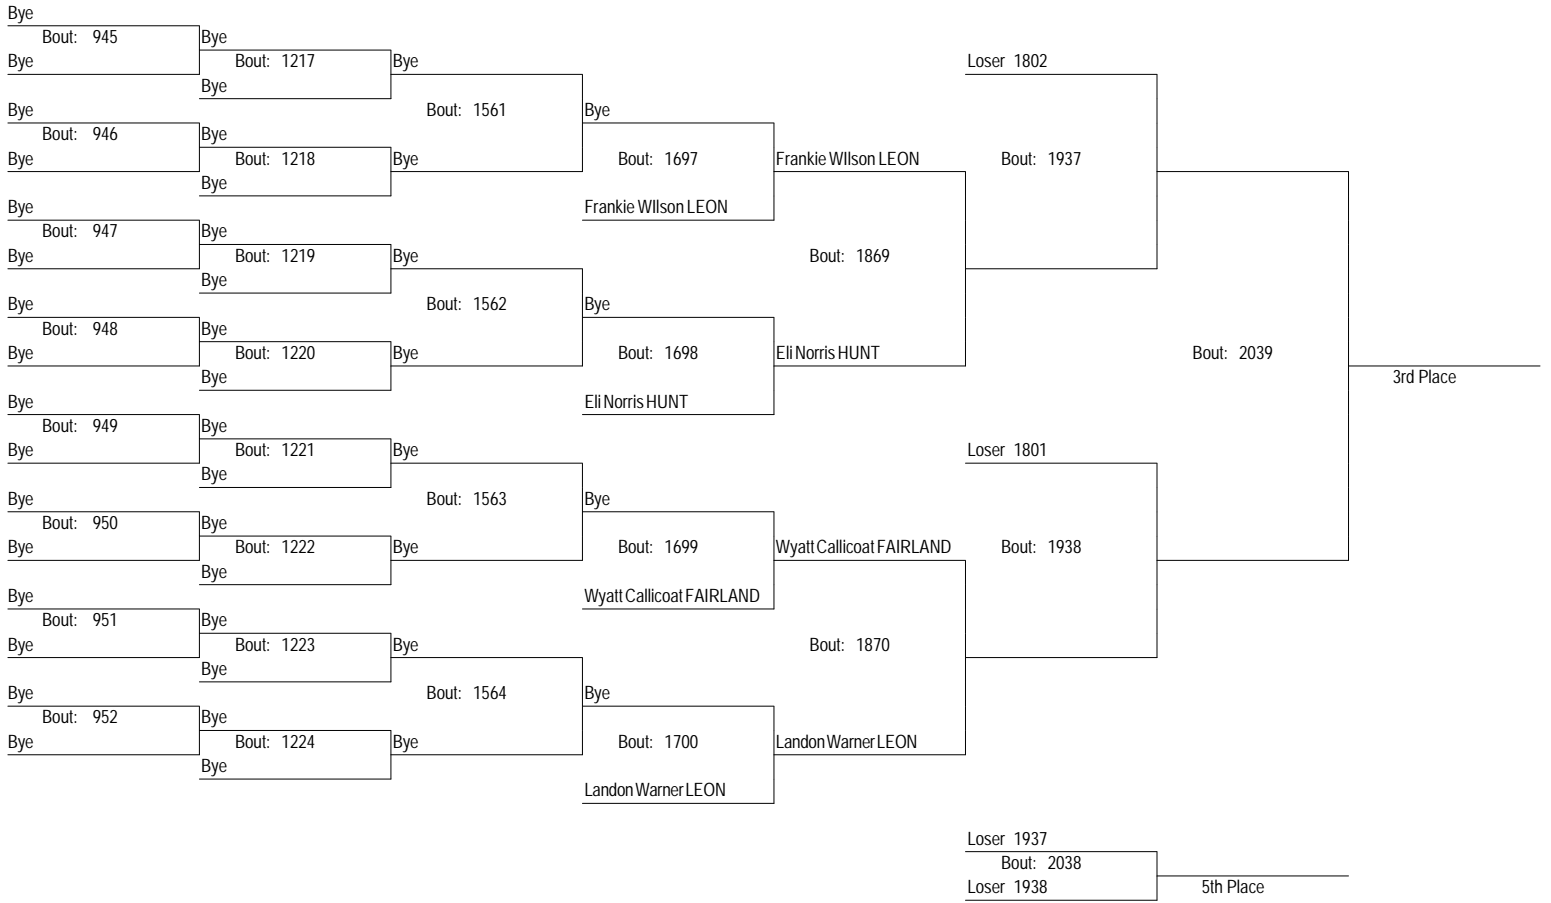 Bye
Bout: 945 Bye
Bye Bout: 1217 Bye Loser 1802
Bye
Bye Bout: 1561 Bye
Bout: 946 Bye
Bye Bout: 1218 Bye Bout: 1697 Frankie WIlson LEON Bout: 1937
Bye
Bye Frankie WIlson LEON
Bout: 947 Bye
Bye Bout: 1219 Bye Bout: 1869
Bye
Bye Bout: 1562 Bye
Bout: 948 Bye
Bye Bout: 1220 Bye Bout: 1698 Eli Norris HUNT Bout: 2039
Bye 3rd Place
Bye Eli Norris HUNT
Bout: 949 Bye
Bye Bout: 1221 Bye Loser 1801
Bye
Bye Bout: 1563 Bye
Bout: 950 Bye
Bye Bout: 1222 Bye Bout: 1699 Wyatt Callicoat FAIRLAND Bout: 1938
Bye
Bye Wyatt Callicoat FAIRLAND
Bout: 951 Bye
Bye Bout: 1223 Bye Bout: 1870
Bye
Bye Bout: 1564 Bye
Bout: 952 Bye
Bye Bout: 1224 Bye Bout: 1700 Landon Warner LEON
Bye
Landon Warner LEON
Loser 1937
Bout: 2038
Loser 1938 5th Place